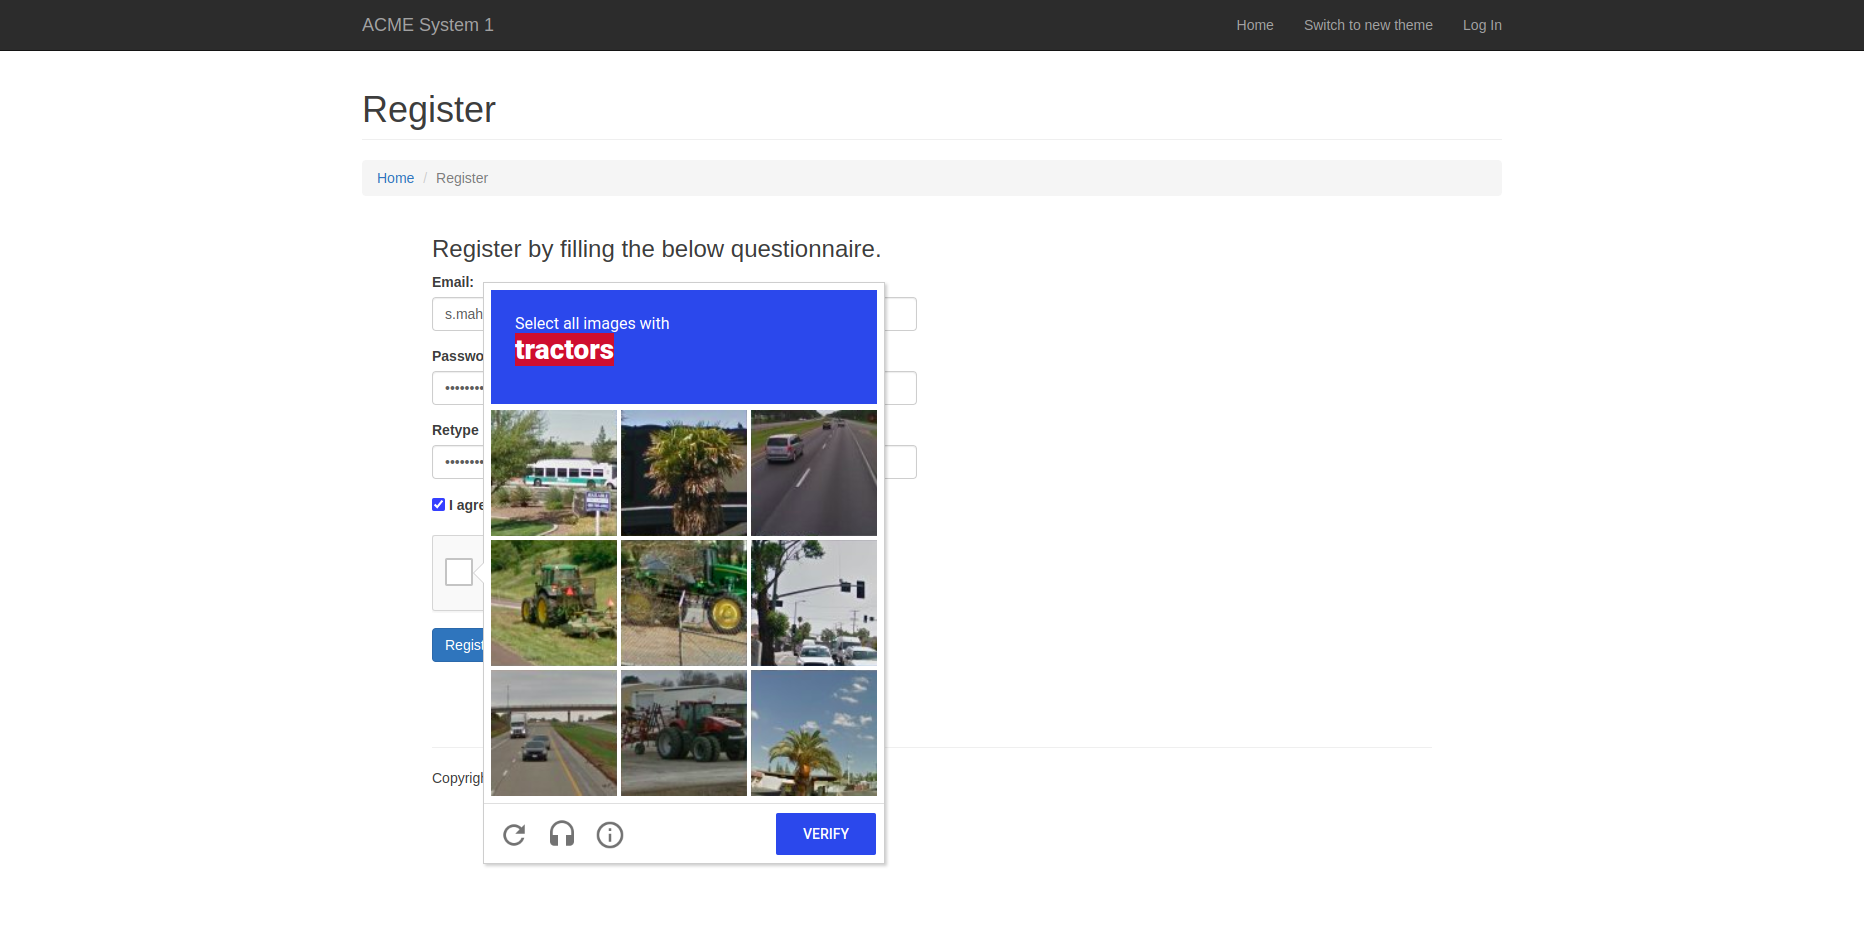 ACME System 1
Home
Switch to new theme
Log In
Register
Home / Register
Register by filling the below questionnaire.
Email:
s.mah
Passwo
••••••••
Retype
••••••••
I agre
Regist
Copyrigh
Select all images with
tractors
VERIFY